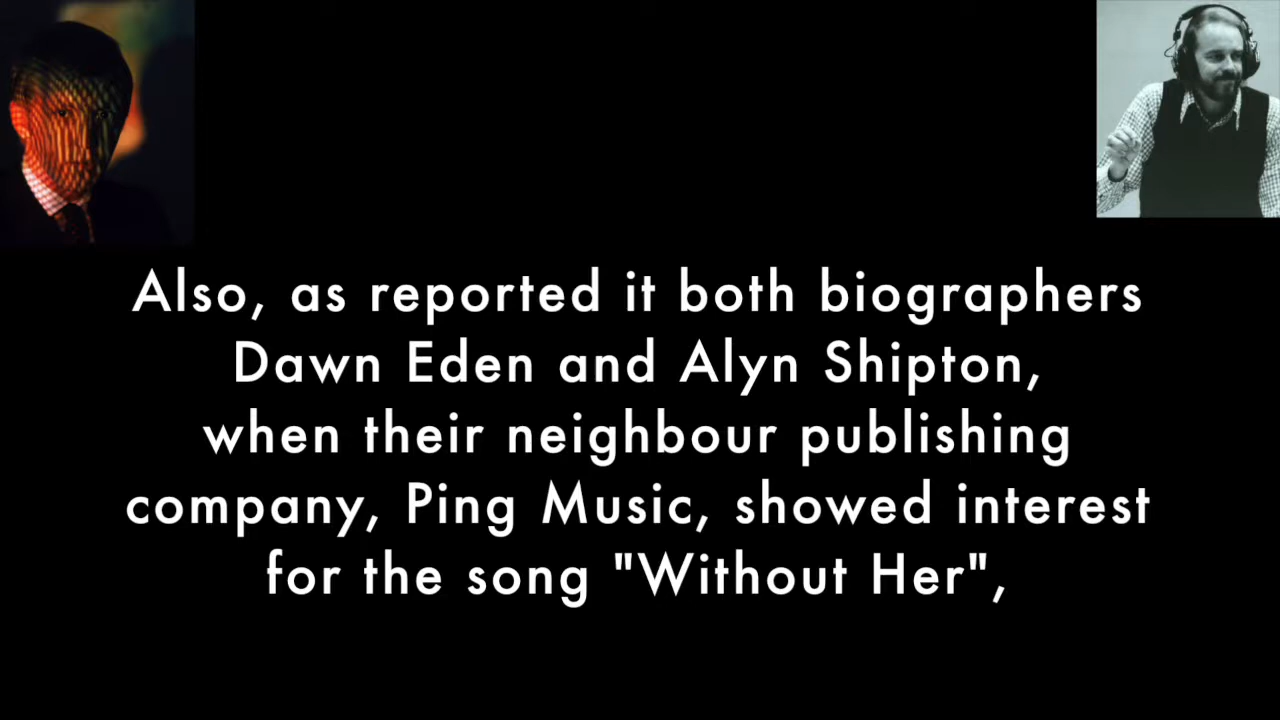 Also, as reported it both biographers
Dawn Eden and Alyn Shipton,
when their neighbour publishing
company, Ping Music, showed interest
for the song "Without Her",